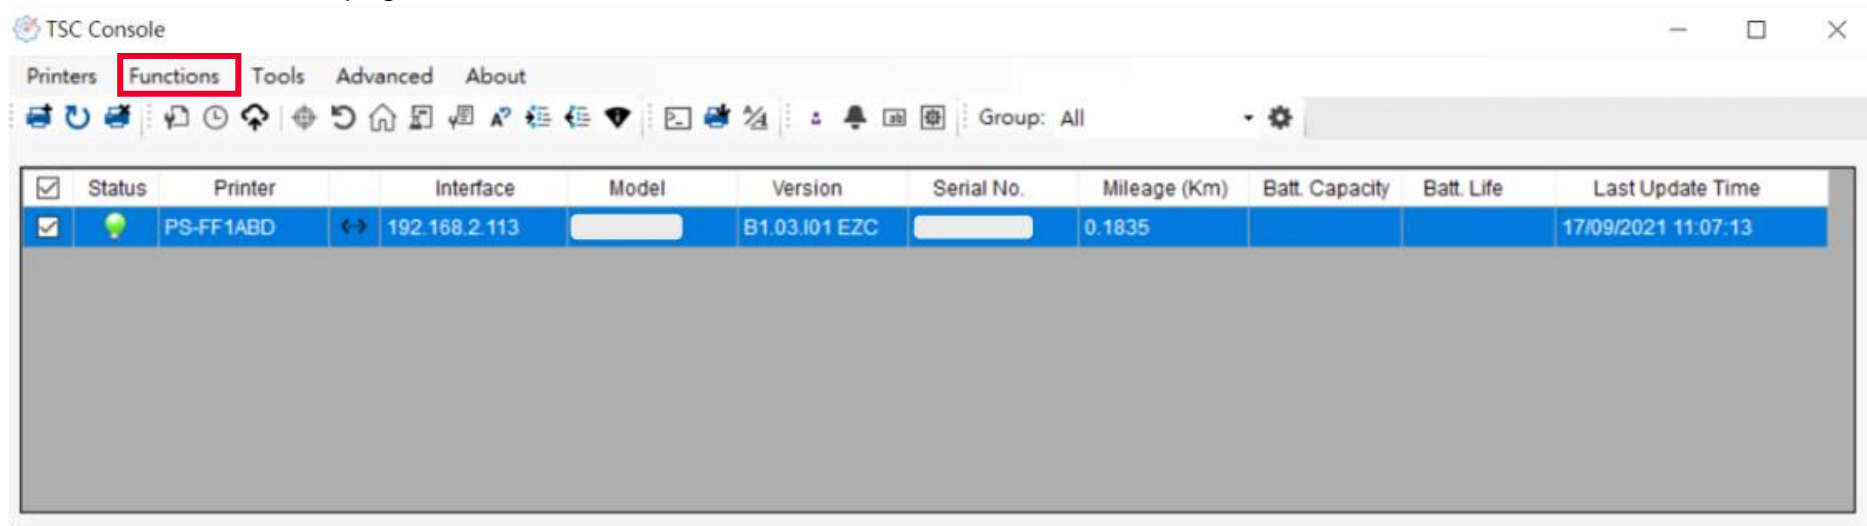 TSC Console
Printers Functions Tools Advanced About
Group: All
Status Printer Interface Model Version Serial No. Mileage (Km) Batt. Capacity Batt. Life Last Update Time
PS-FF1ABD 192.168.2.113 B1.03.I01 EZC 0.1835 17/09/2021 11:07:13